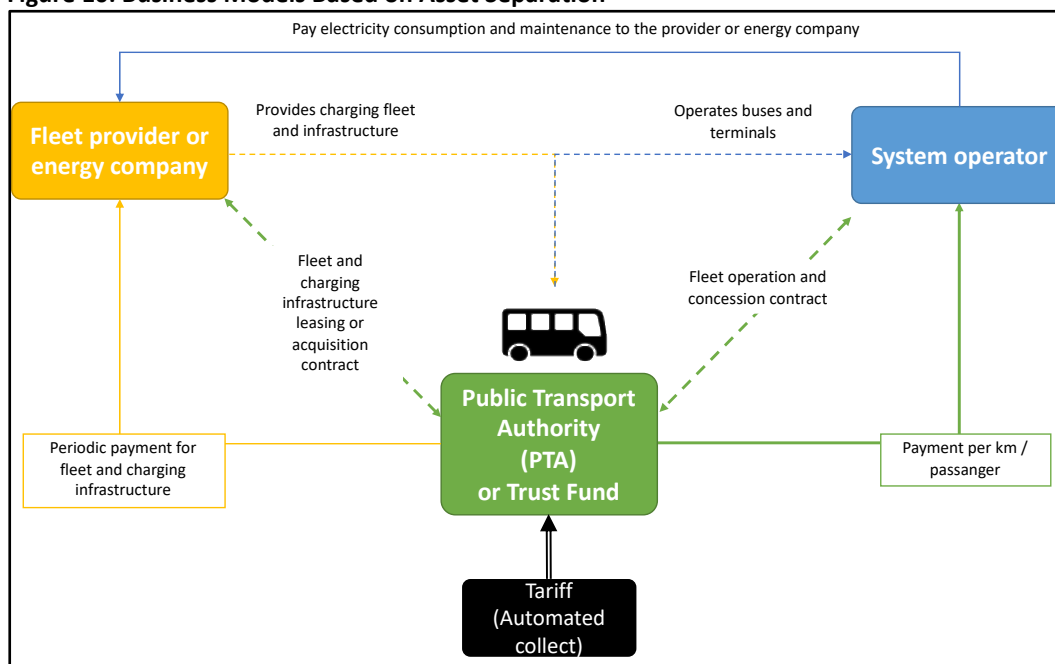 Figure Business Models Based on Asset Separation
Pay electricity consumption and maintenance to the provider or energy company
Fleet provider or
energy company
Provides charging fleet
and infrastructure
Operates buses and
terminals
System operator
Fleet and
charging
infrastructure
leasing or
acquisition
contract
Fleet operation and
concession contract
Public Transport
Authority
(PTA)
or Trust Fund
Periodic payment for
fleet and charging
infrastructure
Payment per km /
passanger
Tariff
(Automated
collect)